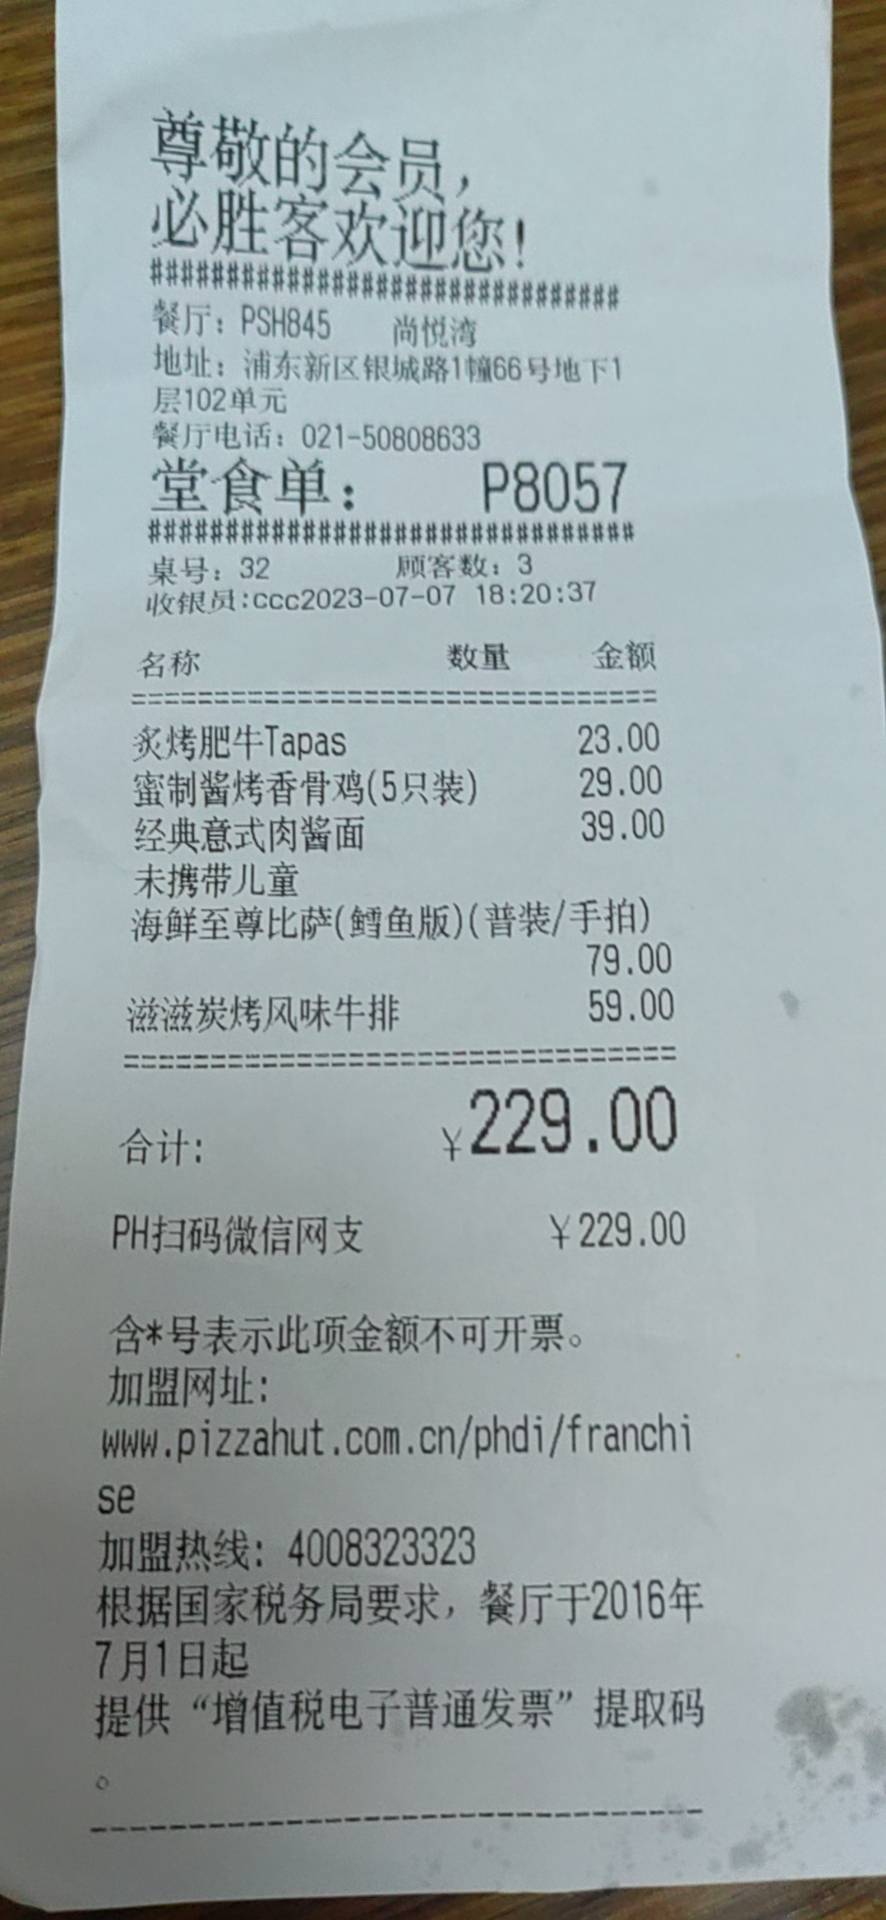 尊敬的会员，
必胜客欢迎您！
################################
餐厅：PSH845 尚悦湾
地址：浦东新区银城路1幢66号地下1
层102单元
餐厅电话：021-50808633
堂食单： P8057
################################
桌号：32 顾客数：3
收银员:ccc2023-07-07 18:20:37
名称 数量 金额
================================
炙烤肥牛Tapas 23.00
蜜制酱烤香骨鸡(5只装) 29.00
经典意式肉酱面 39.00
未携带儿童
海鲜至尊比萨(鳕鱼版)(普装/手拍)
79.00
滋滋炭烤风味牛排 59.00
================================
合计: ￥229.00
PH扫码微信网支 ￥229.00
含*号表示此项金额不可开票。
加盟网址:
www.pizzahut.com.cn/phdi/franchi
se
加盟热线: 4008323323
根据国家税务局要求，餐厅于2016年
7月1日起
提供“增值税电子普通发票”提取码
。
--------------------------------